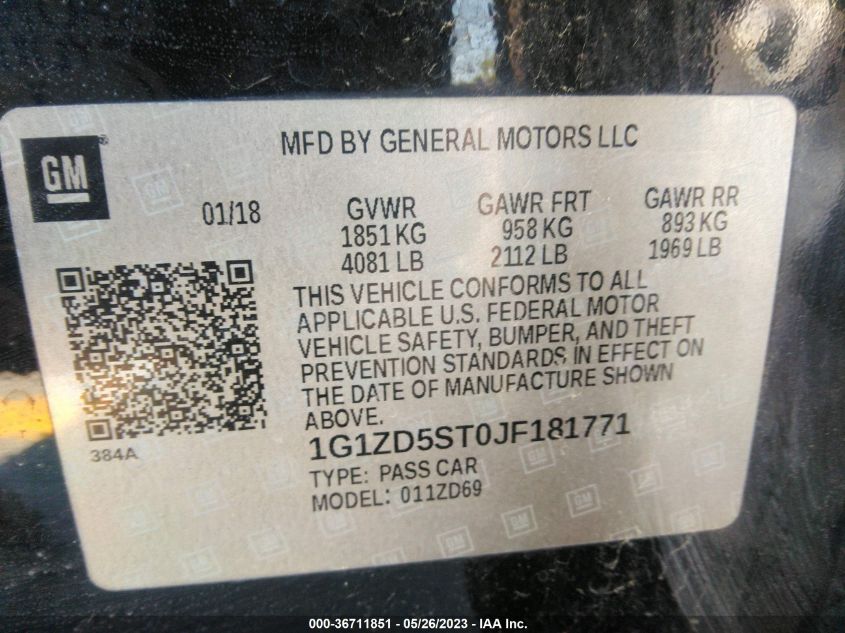 MFD BY GENERAL MOTORS LLC
GM
01/18 GVWR GAWR FRT GAWR RR
1851 KG 958 KG 893 KG
4081 LB 2112 LB 1969 LB
THIS VEHICLE CONFORMS TO ALL
APPLICABLE U.S. FEDERAL MOTOR
VEHICLE SAFETY, BUMPER, AND THEFT
PREVENTION STANDARDS IN EFFECT ON
THE DATE OF MANUFACTURE SHOWN
ABOVE.
384A
1G1ZD5ST0JF181771
TYPE: PASS CAR
MODEL: 011ZD69
000-36711851 - 05/26/2023 - IAA Inc.